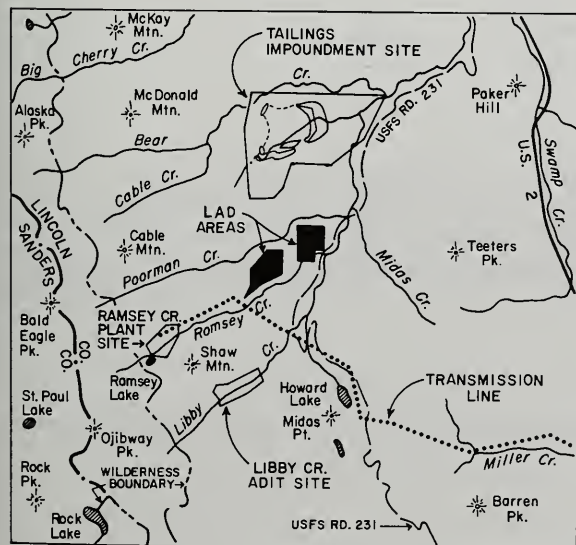 McKay
Mtn.
TAILINGS
IMPOUNDMENT SITE
Big
Cherry
Cr.
Cr.
USFS RD. 231
Paker
Hill
Alaska
Pk.
McDonald
Mtn.
Bear
Cable Cr.
U.S.
2
Swamp
Cr.
LINCOLN
SANDERS
CO.
CO.
LAD
AREAS
Cable
Mtn.
Poorman
Cr.
Midas
Cr.
Teeters
Pk.
RAMSEY CR.
PLANT
SITE
Ramsey
Cr.
Bald
Eagle
Pk.
Shaw
Mtn.
Ramsey
Lake
Libby
Cr.
Howard
Lake
TRANSMISSION
LINE
St. Paul
Lake
Ojibway
Pk.
Midas
Pt.
Miller Cr.
WILDERNESS
BOUNDARY
LIBBY CR.
ADIT SITE
Rock
Pk.
Rock
Lake
USFS RD. 231
Barren
Pk.